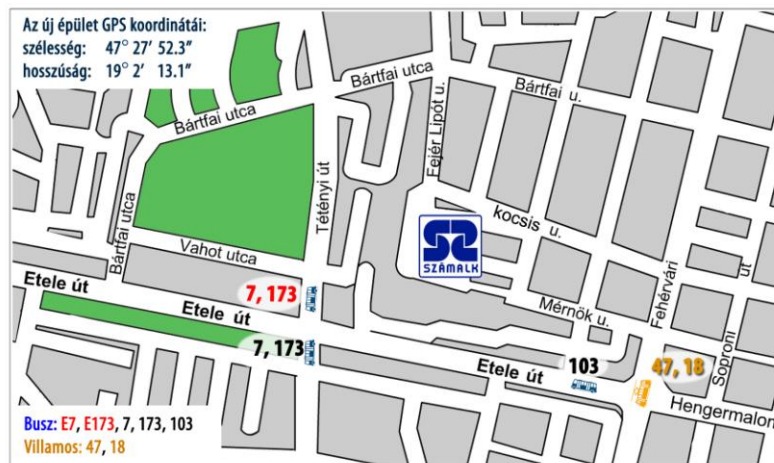 Az új épület GPS koordinátái:
szélesség: 47° 27’ 52.3”
hosszúság: 19° 2’ 13.1”
Bártfai utca
Bártfai u.
Bártfai utca
Fejér Lipót u.
Tétényi út
Bártfai utca
kocsis u.
Vahot utca
SZÁMALK
Etele út
7, 173
Mérnök u.
Fehérvári
Soproni út
Etele út
7, 173
Etele út
103
47, 18
Hengermalom
Busz: E7, E173, 7, 173, 103
Villamos: 47, 18